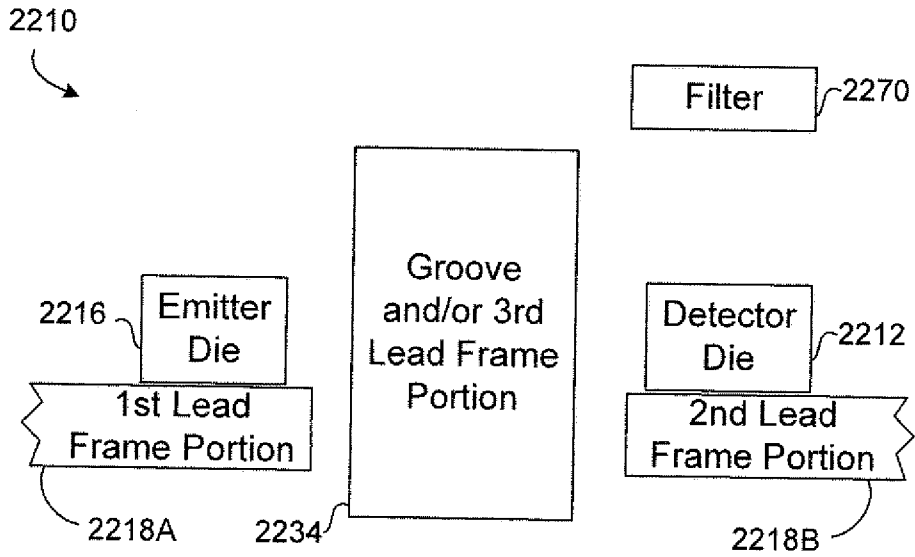 2210
Filter
2270
Groove
and/or 3rd
Lead Frame
Portion
2216
Emitter
Die
Detector
Die
2212
1st Lead
Frame Portion
2nd Lead
Frame Portion
2218A
2234
2218B